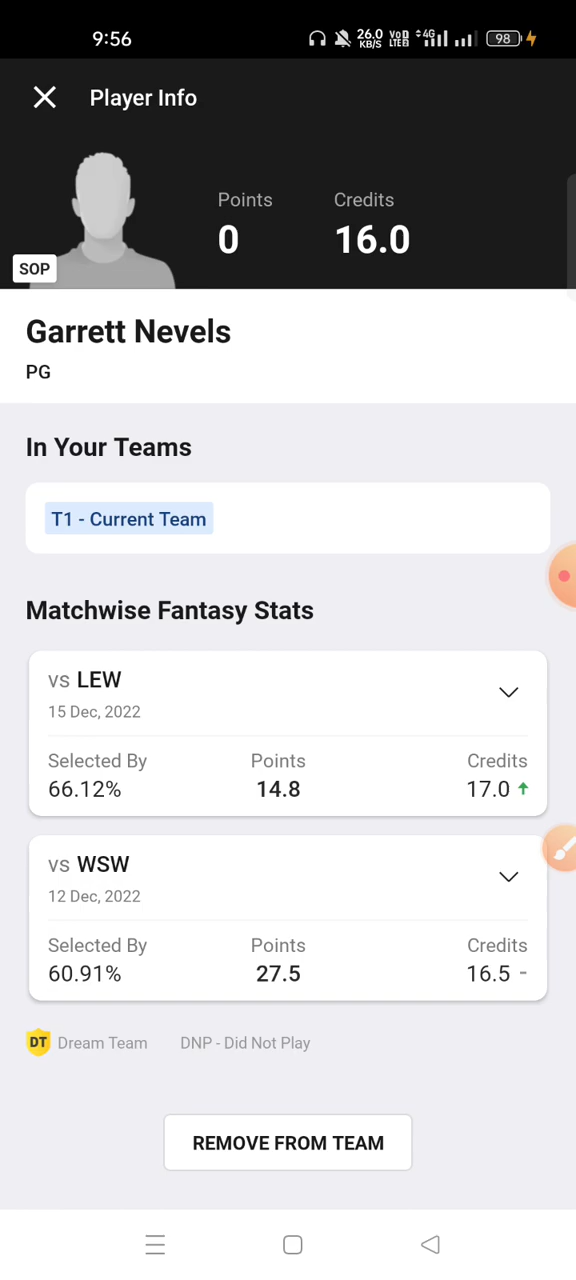 9:56 26.0 KB/S VoD LTE2 4G 98
Player Info
Points Credits
0 16.0
SOP
Garrett Nevels
PG
In Your Teams
T1 - Current Team
Matchwise Fantasy Stats
vs LEW
15 Dec, 2022
Selected By Points Credits
66.12% 14.8 17.0
vs WSW
12 Dec, 2022
Selected By Points Credits
60.91% 27.5 16.5 -
DT Dream Team DNP - Did Not Play
REMOVE FROM TEAM